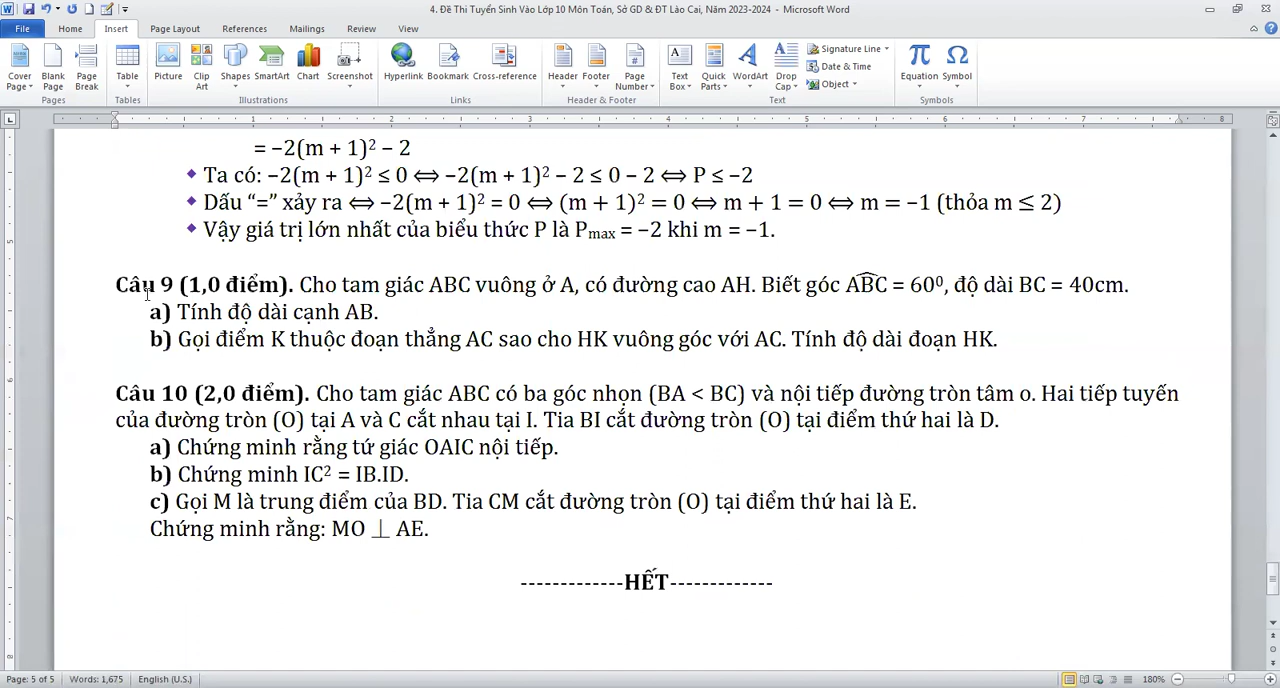 4. Đề Thi Tuyển Sinh Vào Lớp 10 Môn Toán, Sở GD & ĐT Lào Cai, Năm 2023-2024 - Microsoft Word
File Home Insert Page Layout References Mailings Review View
Cover Page Blank Page Page Break Table Picture Clip Art Shapes SmartArt Chart Screenshot Hyperlink Bookmark Cross-reference Header Footer Page Number Text Box Quick Parts WordArt Drop Cap Signature Line Date & Time Object Equation Symbol
Pages Tables Illustrations Links Header & Footer Text Symbols
1 2 3 4 5 6 7 8
= −2(m + 1)² − 2
◆ Ta có: −2(m + 1)² ≤ 0 ⇔ −2(m + 1)² − 2 ≤ 0 − 2 ⇔ P ≤ −2
◆ Dấu “=” xảy ra ⇔ −2(m + 1)² = 0 ⇔ (m + 1)² = 0 ⇔ m + 1 = 0 ⇔ m = −1 (thỏa m ≤ 2)
◆ Vậy giá trị lớn nhất của biểu thức P là Pmax = −2 khi m = −1.
Câu 9 (1,0 điểm). Cho tam giác ABC vuông ở A, có đường cao AH. Biết góc ABC = 60⁰, độ dài BC = 40cm.
a) Tính độ dài cạnh AB.
b) Gọi điểm K thuộc đoạn thẳng AC sao cho HK vuông góc với AC. Tính độ dài đoạn HK.
Câu 10 (2,0 điểm). Cho tam giác ABC có ba góc nhọn (BA < BC) và nội tiếp đường tròn tâm o. Hai tiếp tuyến
của đường tròn (O) tại A và C cắt nhau tại I. Tia BI cắt đường tròn (O) tại điểm thứ hai là D.
a) Chứng minh rằng tứ giác OAIC nội tiếp.
b) Chứng minh IC² = IB.ID.
c) Gọi M là trung điểm của BD. Tia CM cắt đường tròn (O) tại điểm thứ hai là E.
Chứng minh rằng: MO ⊥ AE.
-------------HẾT-------------
Page: 5 of 5 Words: 1,675 English (U.S.) 180%